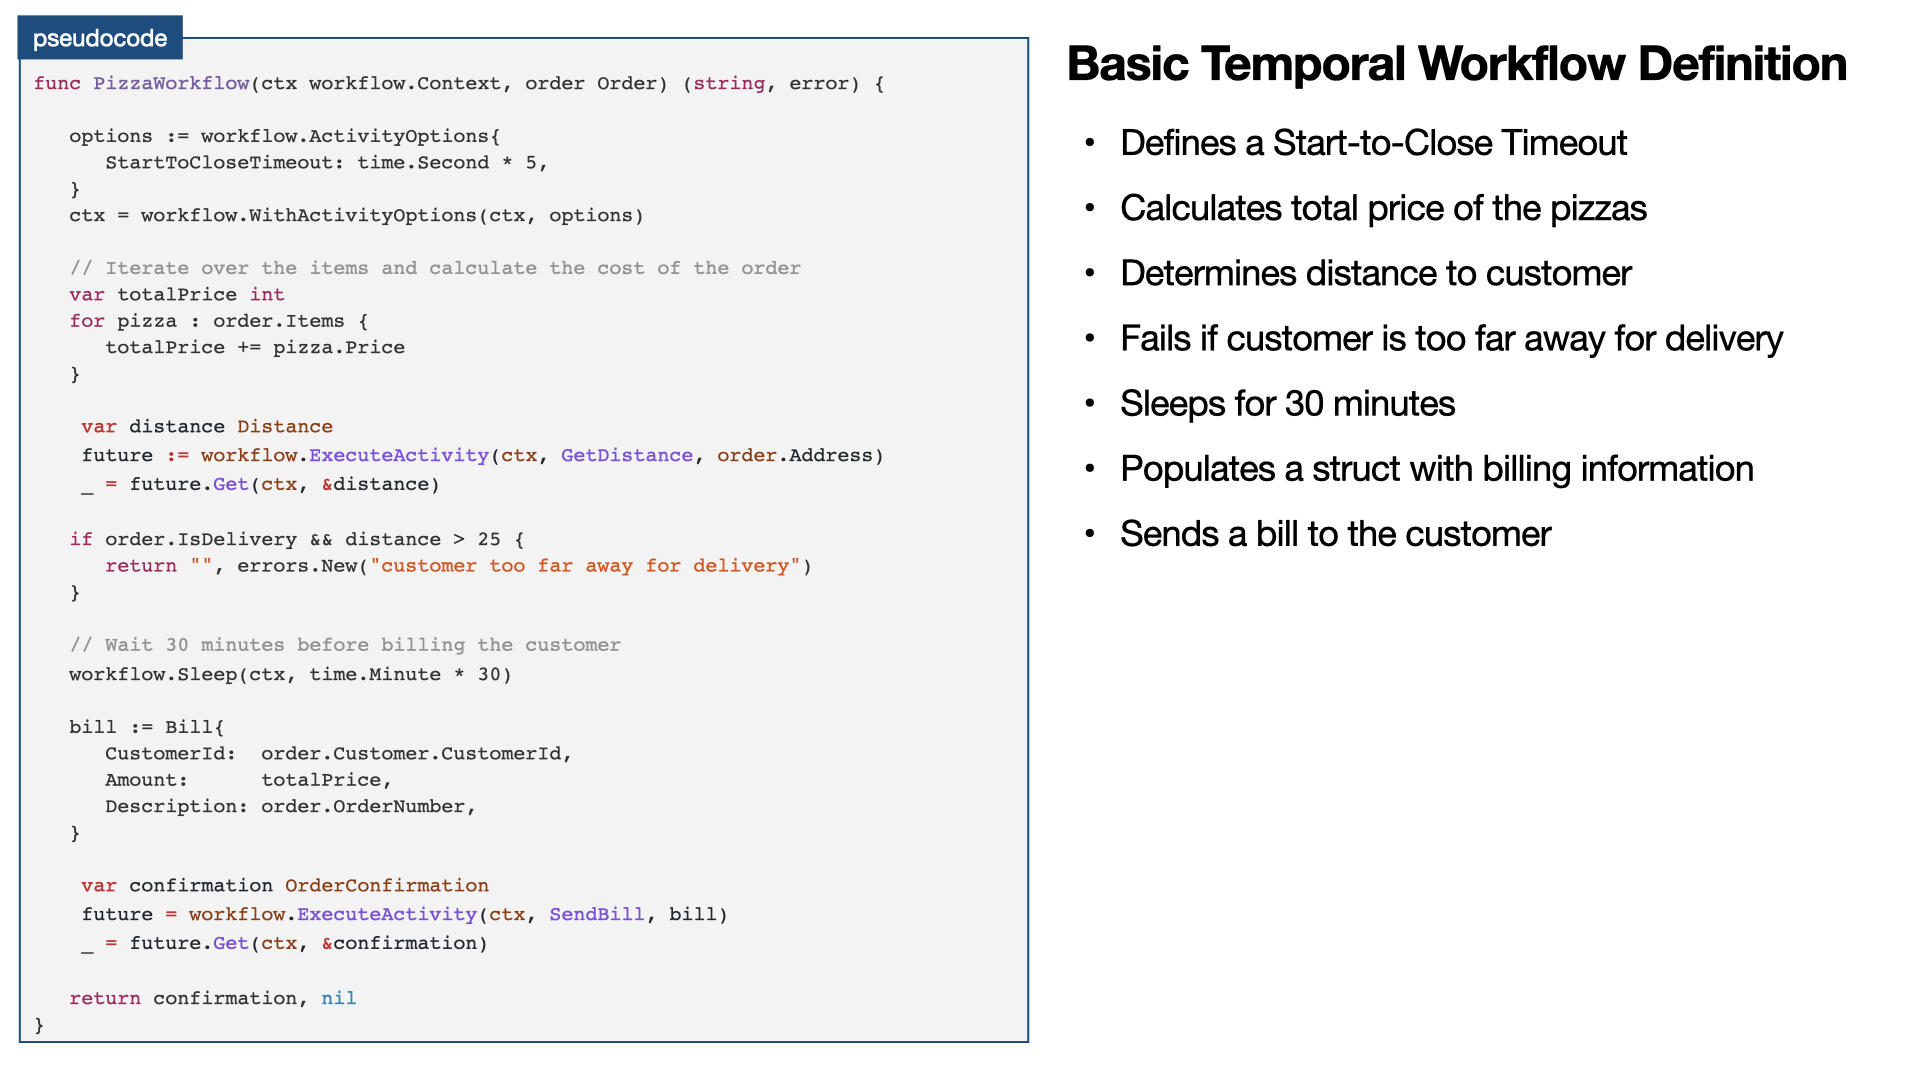 pseudocode
func PizzaWorkflow(ctx workflow.Context, order Order) (string, error) {
options := workflow.ActivityOptions{
StartToCloseTimeout: time.Second * 5,
}
ctx = workflow.WithActivityOptions(ctx, options)
// Iterate over the items and calculate the cost of the order
var totalPrice int
for pizza : order.Items {
totalPrice += pizza.Price
}
var distance Distance
future := workflow.ExecuteActivity(ctx, GetDistance, order.Address)
_ = future.Get(ctx, &distance)
if order.IsDelivery && distance > 25 {
return "", errors.New("customer too far away for delivery")
}
// Wait 30 minutes before billing the customer
workflow.Sleep(ctx, time.Minute * 30)
bill := Bill{
CustomerId: order.Customer.CustomerId,
Amount: totalPrice,
Description: order.OrderNumber,
}
var confirmation OrderConfirmation
future = workflow.ExecuteActivity(ctx, SendBill, bill)
_ = future.Get(ctx, &confirmation)
return confirmation, nil
}
Basic Temporal Workflow Definition
• Defines a Start-to-Close Timeout
• Calculates total price of the pizzas
• Determines distance to customer
• Fails if customer is too far away for delivery
• Sleeps for 30 minutes
• Populates a struct with billing information
• Sends a bill to the customer